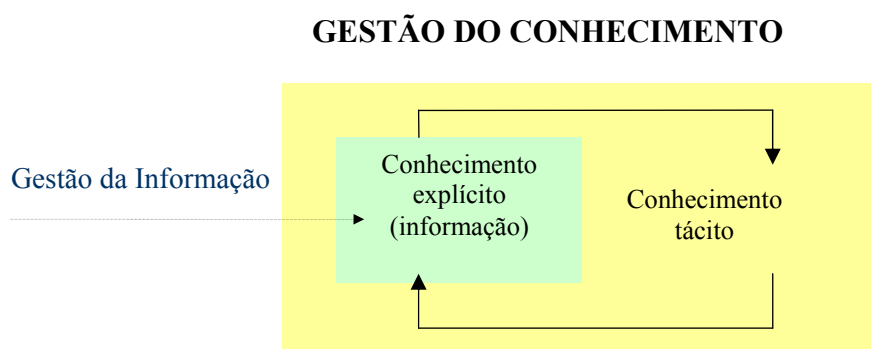 GESTÃO DO CONHECIMENTO
Gestão da Informação
Conhecimento
explícito
(informação)
Conhecimento
tácito